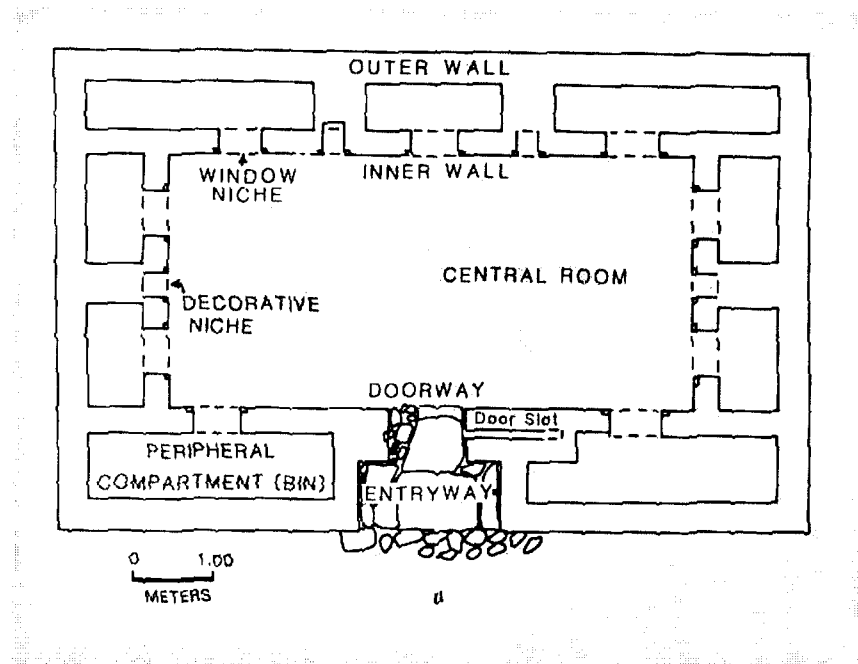 OUTER WALL
WINDOW
NICHE
INNER WALL
CENTRAL ROOM
DECORATIVE
NICHE
DOORWAY
Door Slot
PERIPHERAL
COMPARTMENT (BIN)
ENTRYWAY
0 1.00
METERS
a